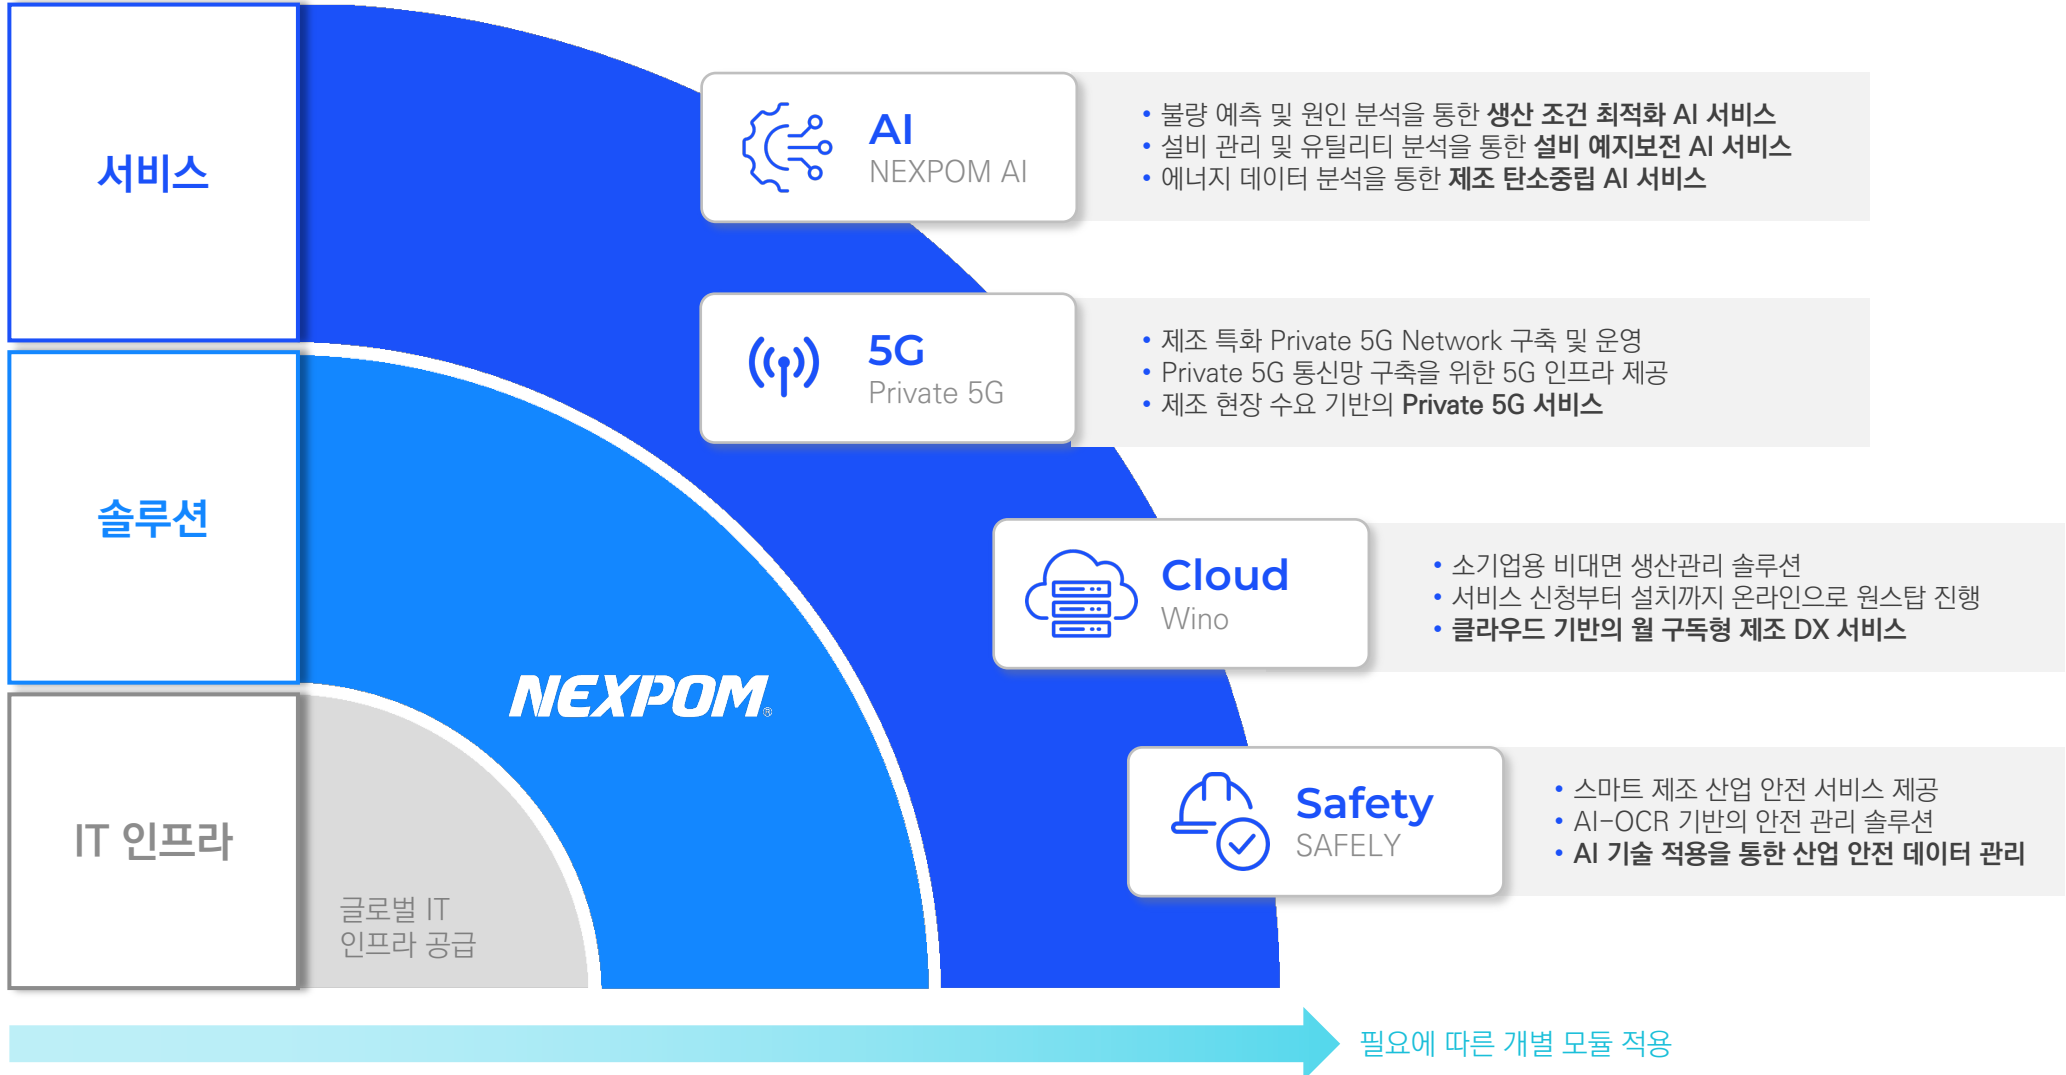 서비스
AI
NEXPOM AI
• 불량 예측 및 원인 분석을 통한 생산 조건 최적화 AI 서비스
• 설비 관리 및 유틸리티 분석을 통한 설비 예지보전 AI 서비스
• 에너지 데이터 분석을 통한 제조 탄소중립 AI 서비스
5G
Private 5G
• 제조 특화 Private 5G Network 구축 및 운영
• Private 5G 통신망 구축을 위한 5G 인프라 제공
• 제조 현장 수요 기반의 Private 5G 서비스
솔루션
NEXPOM®
Cloud
Wino
• 소기업용 비대면 생산관리 솔루션
• 서비스 신청부터 설치까지 온라인으로 원스탑 진행
• 클라우드 기반의 월 구독형 제조 DX 서비스
IT 인프라
글로벌 IT
인프라 공급
Safety
SAFELY
• 스마트 제조 산업 안전 서비스 제공
• AI-OCR 기반의 안전 관리 솔루션
• AI 기술 적용을 통한 산업 안전 데이터 관리
필요에 따른 개별 모듈 적용